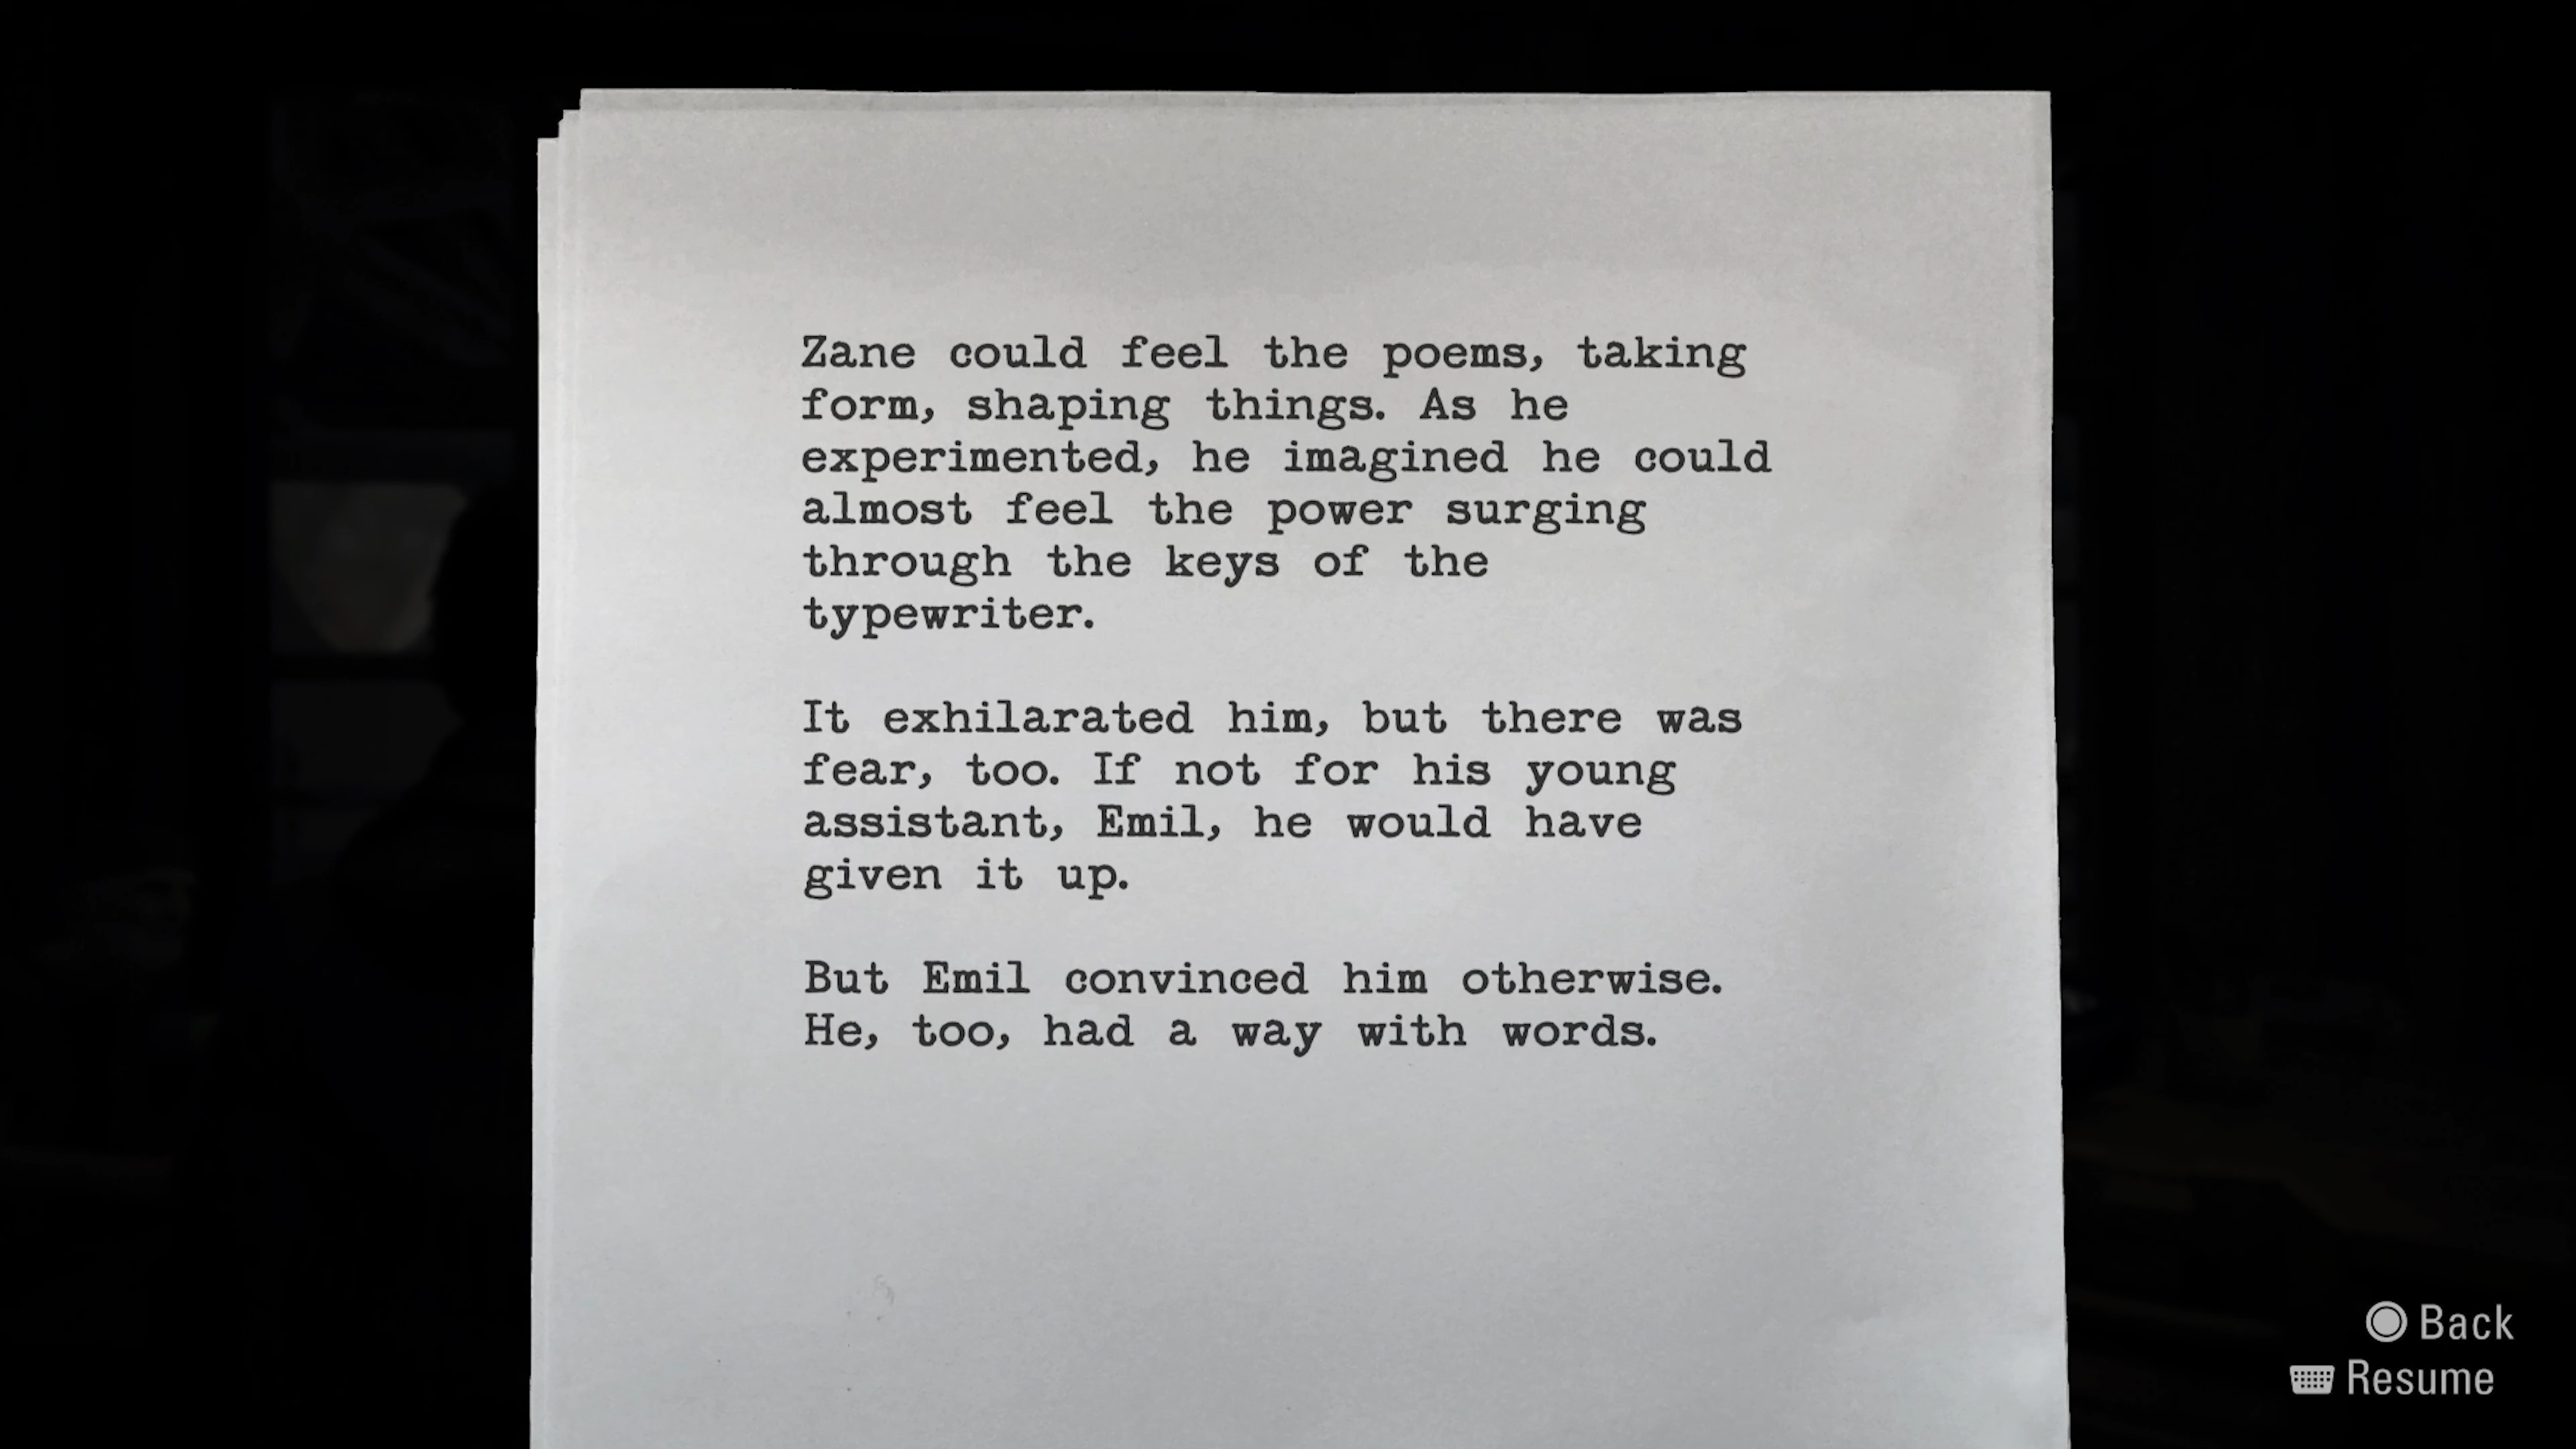 Zane could feel the poems, taking
form, shaping things. As he
experimented, he imagined he could
almost feel the power surging
through the keys of the
typewriter.
It exhilarated him, but there was
fear, too. If not for his young
assistant, Emil, he would have
given it up.
But Emil convinced him otherwise.
He, too, had a way with words.
Back
Resume